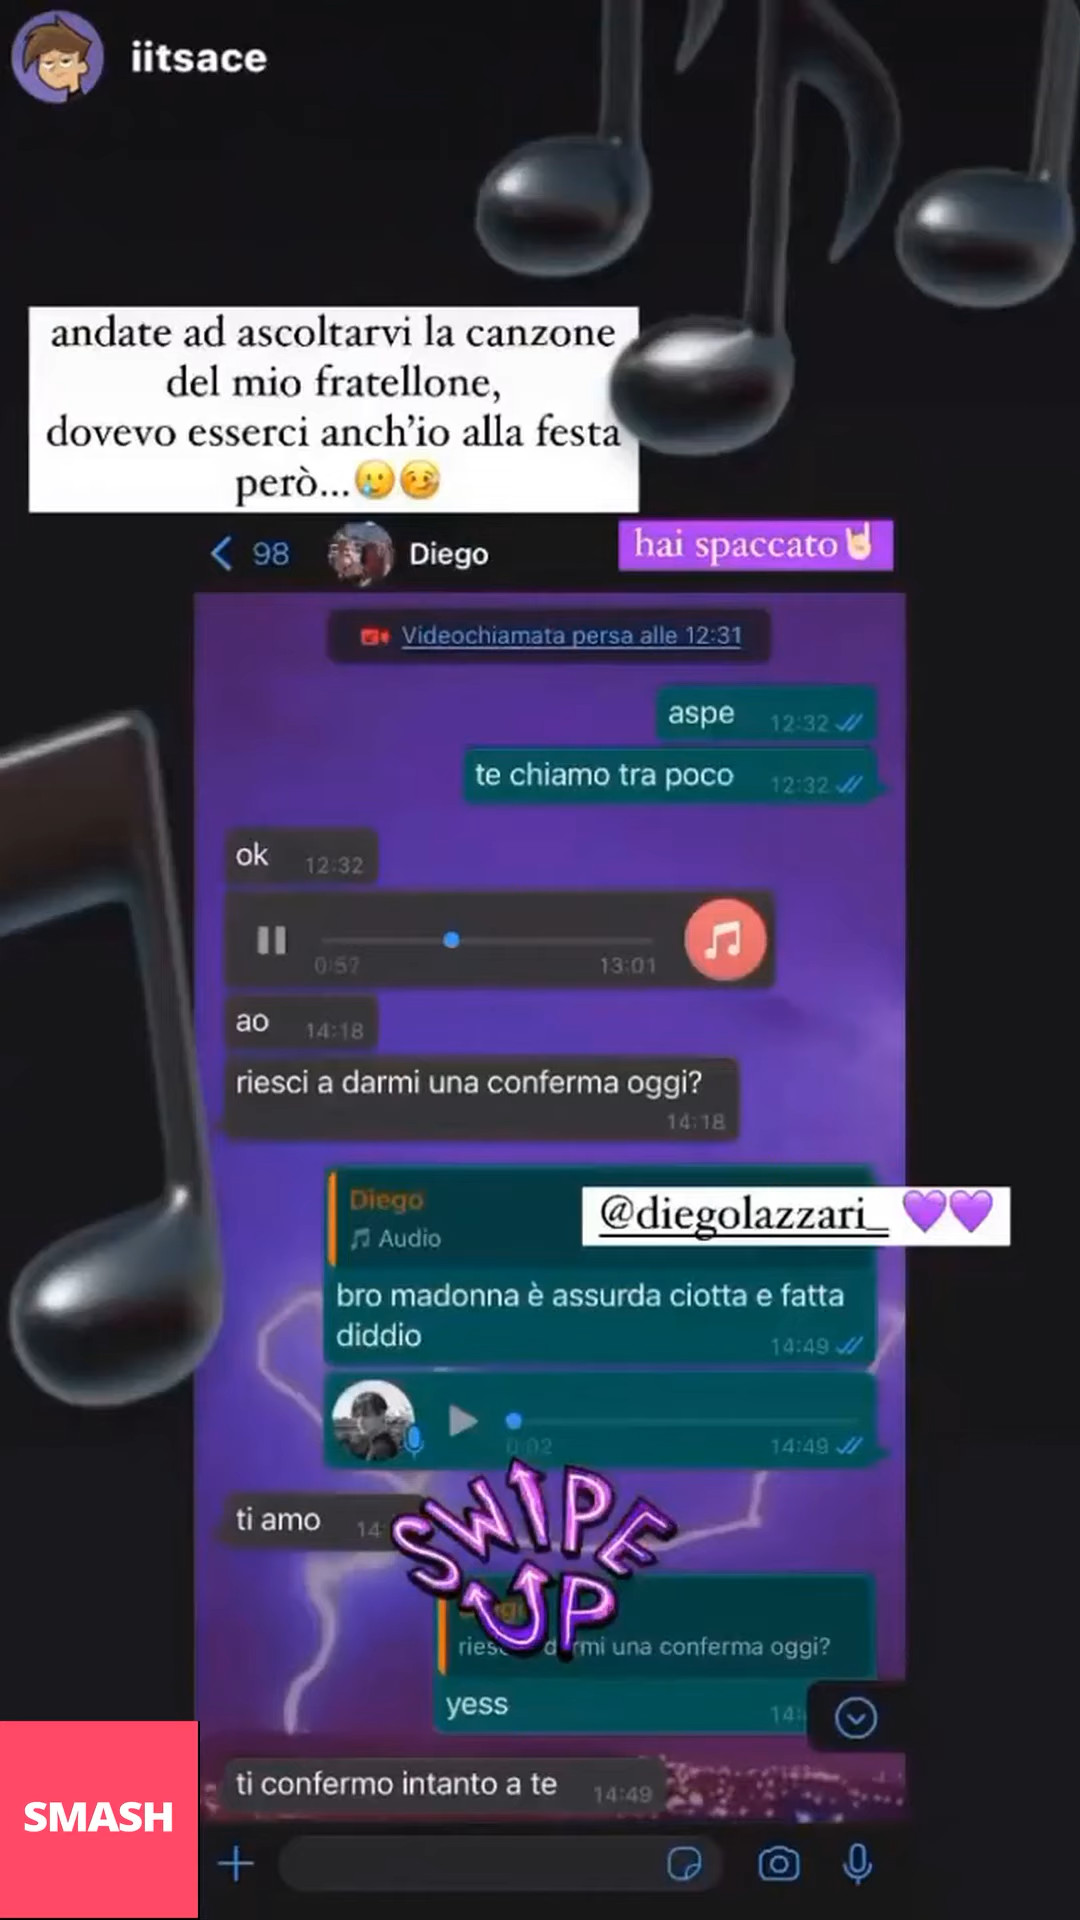 iitsace
andate ad ascoltarvi la canzone
del mio fratellone,
dovevo esserci anch'io alla festa
però...🥲🤒
98
Diego
hai spaccato🤘🏻
Videochiamata persa alle 12:31
aspe 12:32
te chiamo tra poco 12:32
ok 12:32
0:57 13:01
ao 14:18
riesci a darmi una conferma oggi?
14:18
Diego
@diegolazzari_ 💜💜
Audio
bro madonna è assurda ciotta e fatta
diddio 14:49
0:02 14:49
ti amo 14
SWIPE
UP
darmi una conferma oggi?
yess 14:
ti confermo intanto a te 14:49
SMASH